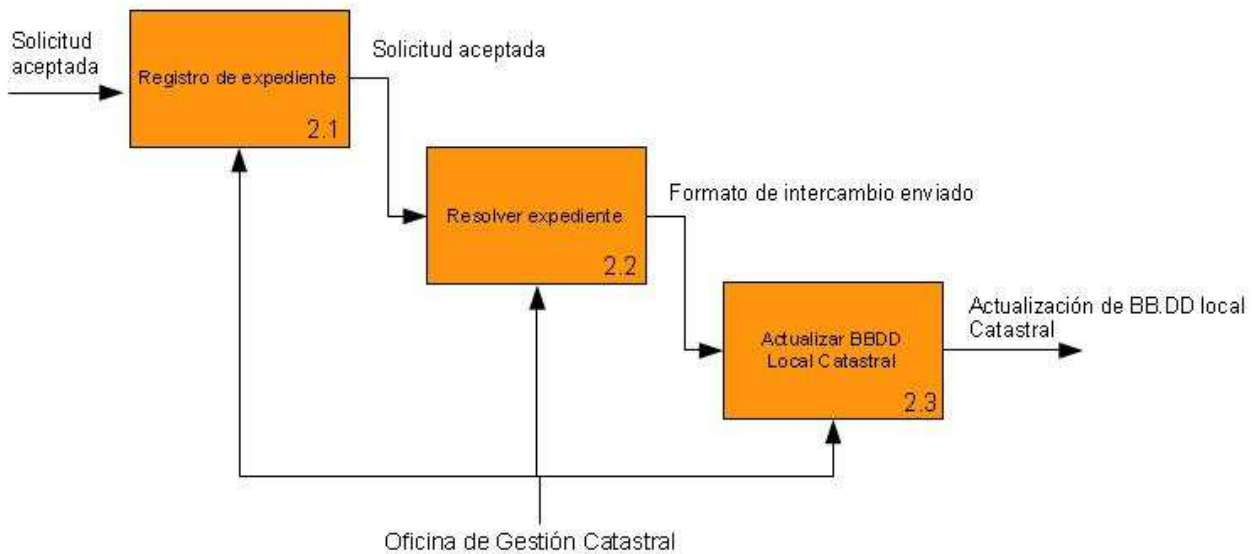 Solicitud
aceptada
Registro de expediente
2.1
Solicitud aceptada
Resolver expediente
2.2
Formato de intercambio enviado
Actualizar BBDD
Local Catastral
2.3
Actualización de BB.DD local
Catastral
Oficina de Gestión Catastral